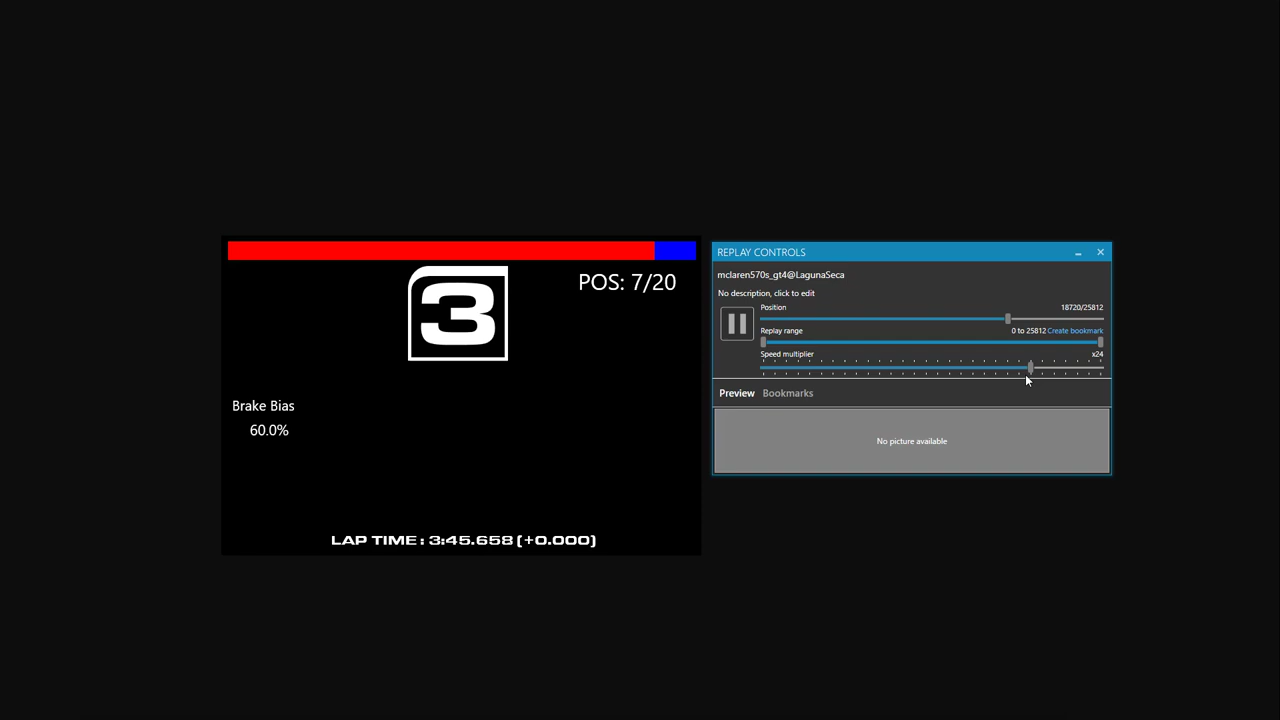 3
POS: 7/20
Brake Bias
60.0%
LAP TIME : 3:45.658 (+0.000)
REPLAY CONTROLS
mclaren570s_gt4@LagunaSeca
No description, click to edit
Position 18720/25812
Replay range 0 to 25812 Create bookmark
Speed multiplier x24
Preview Bookmarks
No picture available